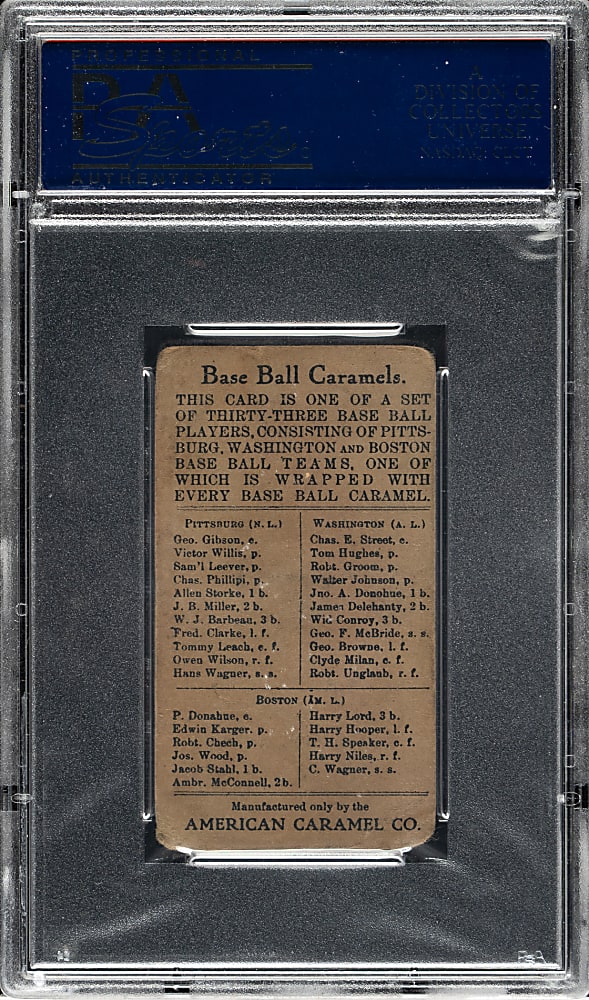 PROFESSIONAL
PSA
AUTHENTICATOR
A
DIVISION OF
COLLECTORS
UNIVERSE
NASDAQ: CLCT
Base Ball Caramels.
THIS CARD IS ONE OF A SET
OF THIRTY-THREE BASE BALL
PLAYERS, CONSISTING OF PITTS-
BURG, WASHINGTON AND BOSTON
BASE BALL TEAMS, ONE OF
WHICH IS WRAPPED WITH
EVERY BASE BALL CARAMEL.
PITTSBURG (N. L.)
Geo. Gibson, c.
Victor Willis, p.
Sam'l Leever, p.
Chas. Phillipi, p.
Allen Storke, 1 b.
J. B. Miller, 2 b.
W. J. Barbeau, 3 b.
Fred. Clarke, l. f.
Tommy Leach, c. f.
Owen Wilson, r. f.
Hans Wagner, s. s.
WASHINGTON (A. L.)
Chas. E. Street, c.
Tom Hughes, p.
Robt. Groom, p.
Walter Johnson, p.
Jno. A. Donohue, 1 b.
James Delehanty, 2 b.
Wid Conroy, 3 b.
Geo. F. McBride, s. s.
Geo. Browne, l. f.
Clyde Milan, c. f.
Robt. Unglaub, r. f.
BOSTON (AM. L.)
P. Donahue, c.
Edwin Karger, p.
Robt. Chech, p.
Jos. Wood, p.
Jacob Stahl, 1 b.
Ambr. McConnell, 2 b.
Harry Lord, 3 b.
Harry Hooper, l. f.
T. H. Speaker, c. f.
Harry Niles, r. f.
C. Wagner, s. s.
Manufactured only by the
AMERICAN CARAMEL CO.
PSA